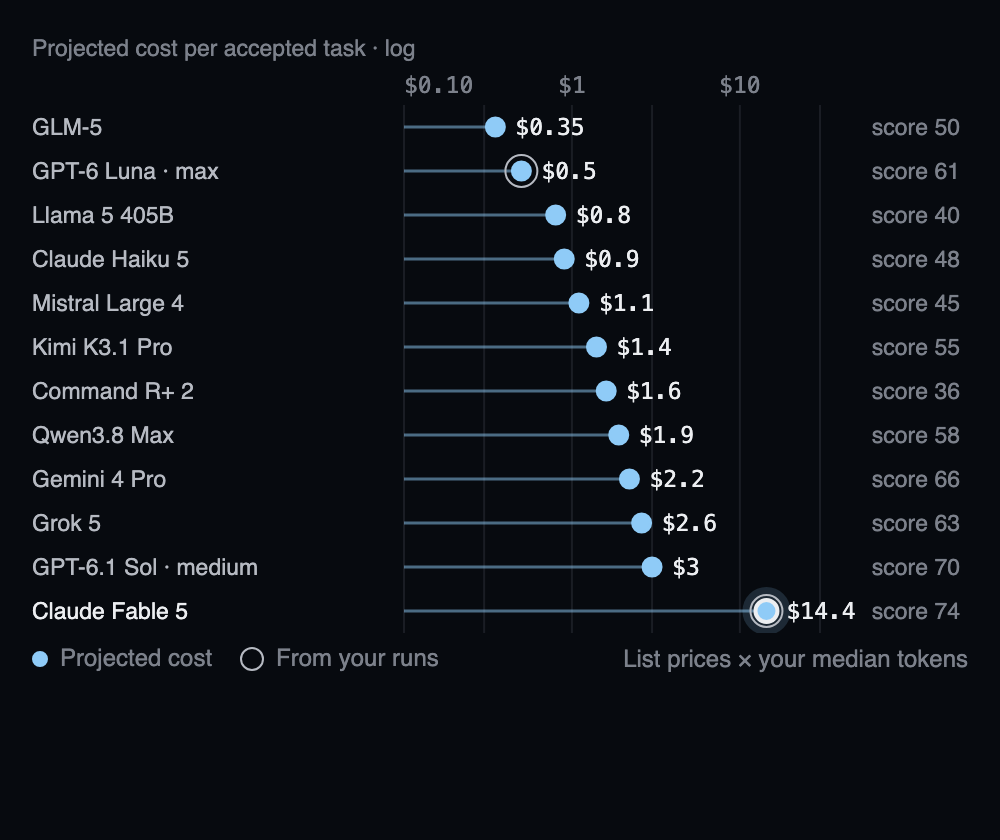 Projected cost per accepted task · log
$0.10 $1 $10
GLM-5 $0.35 score 50
GPT-6 Luna · max $0.5 score 61
Llama 5 405B $0.8 score 40
Claude Haiku 5 $0.9 score 48
Mistral Large 4 $1.1 score 45
Kimi K3.1 Pro $1.4 score 55
Command R+ 2 $1.6 score 36
Qwen3.8 Max $1.9 score 58
Gemini 4 Pro $2.2 score 66
Grok 5 $2.6 score 63
GPT-6.1 Sol · medium $3 score 70
Claude Fable 5 $14.4 score 74
Projected cost From your runs List prices × your median tokens